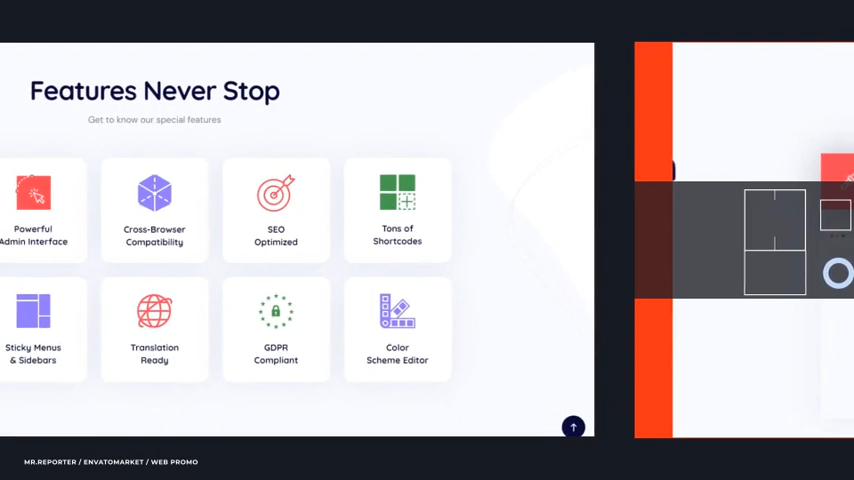 Features Never Stop
Get to know our special features
Powerful
Admin Interface
Cross-Browser
Compatibility
SEO
Optimized
Tons of
Shortcodes
Sticky Menus
& Sidebars
Translation
Ready
GDPR
Compliant
Color
Scheme Editor
MR.REPORTER / ENVATOMARKET / WEB PROMO